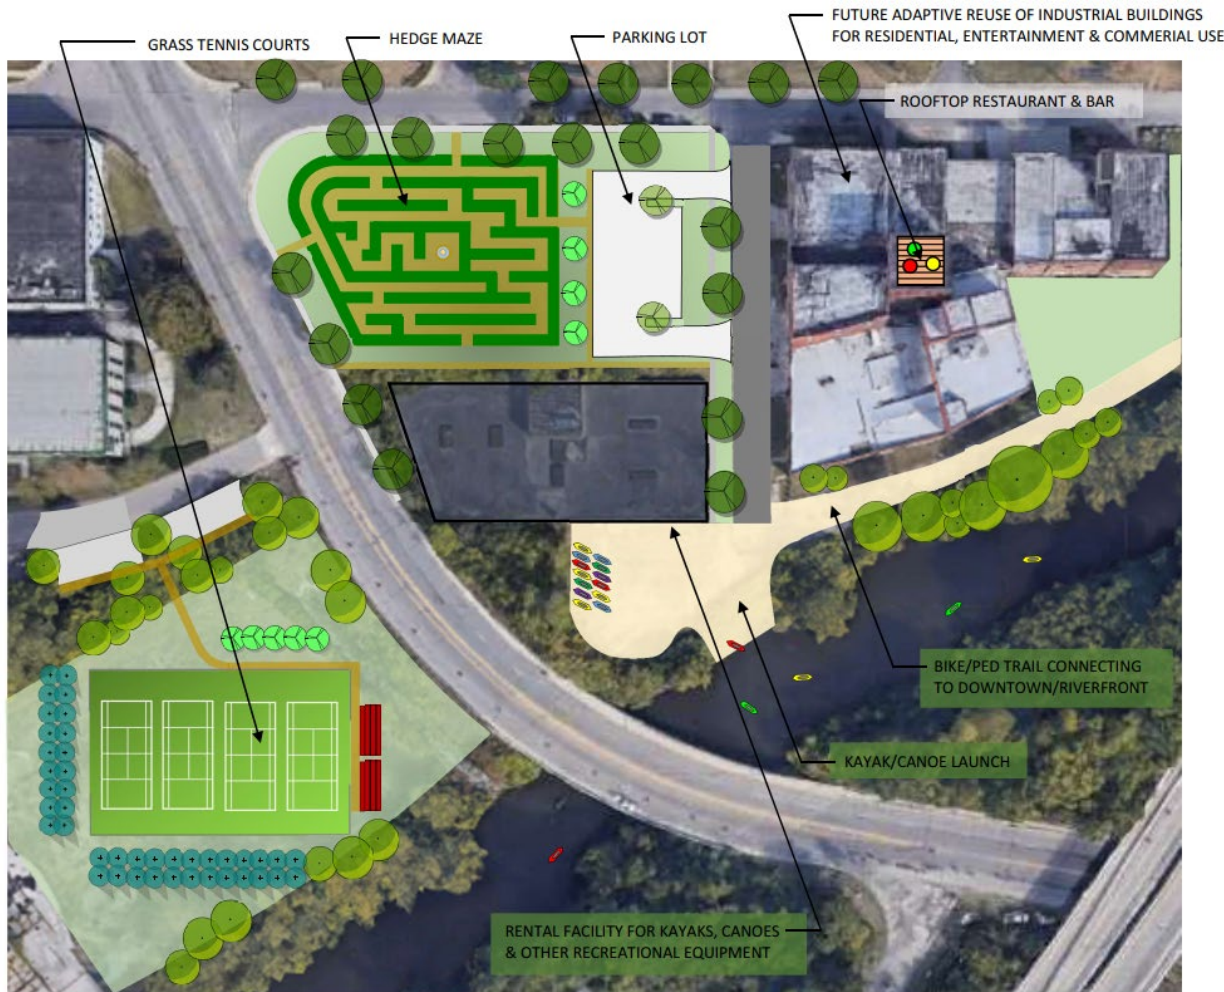 FUTURE ADAPTIVE REUSE OF INDUSTRIAL BUILDINGS
FOR RESIDENTIAL, ENTERTAINMENT & COMMERIAL USE
GRASS TENNIS COURTS
HEDGE MAZE
PARKING LOT
ROOFTOP RESTAURANT & BAR
BIKE/PED TRAIL CONNECTING
TO DOWNTOWN/RIVERFRONT
KAYAK/CANOE LAUNCH
RENTAL FACILITY FOR KAYAKS, CANOES
& OTHER RECREATIONAL EQUIPMENT